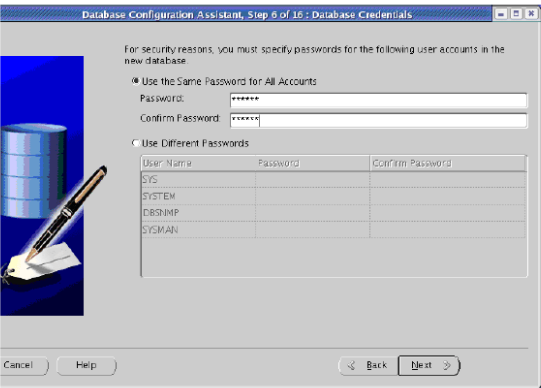 Database Configuration Assistant, Step 6 of 16 : Database Credentials
For security reasons, you must specify passwords for the following user accounts in the
new database.
Use the Same Password for All Accounts
Password: ******
Confirm Password: ******
Use Different Passwords
User Name Password Confirm Password
SYS
SYSTEM
DBSNMP
SYSMAN
Cancel Help Back Next